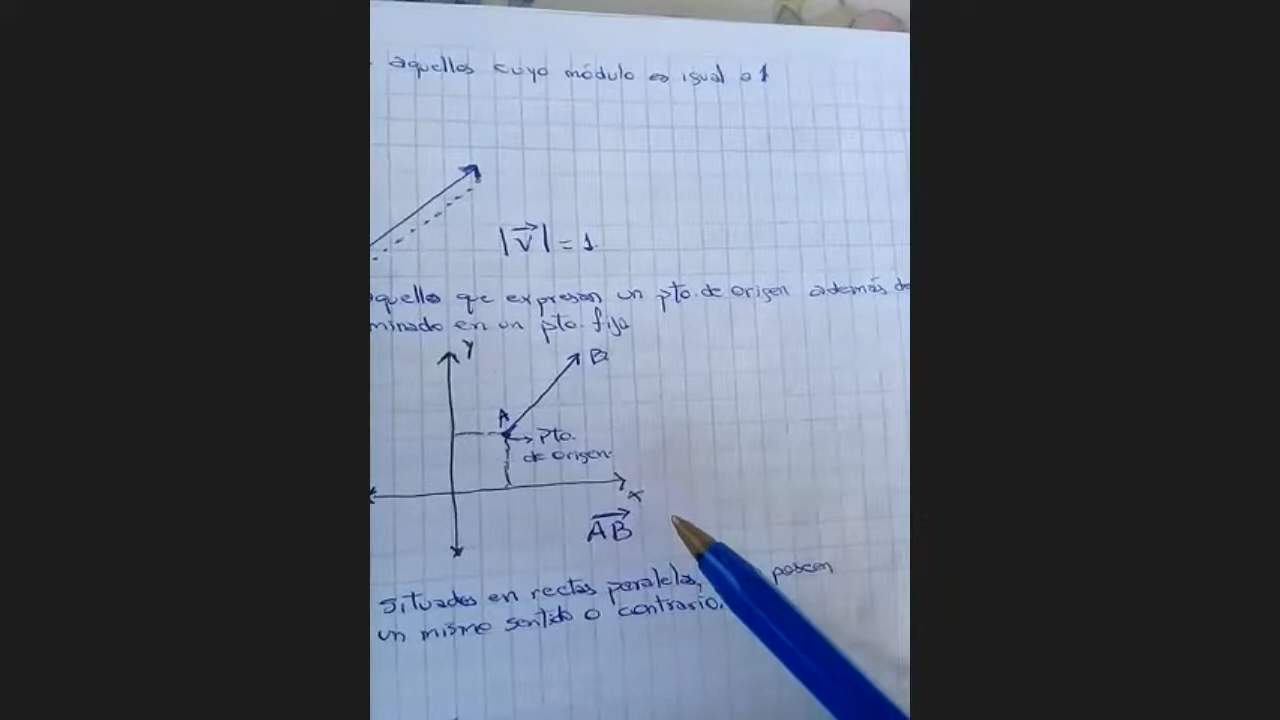 aquellos cuyo módulo es igual a 1
|V| = 1.
aquello que expresan un pto. de origen además de
minado en un pto. fijo
Y
B
A
Pto.
de origen
X
AB
situados en rectas paralelas, poseen
un mismo sentido o contrario.